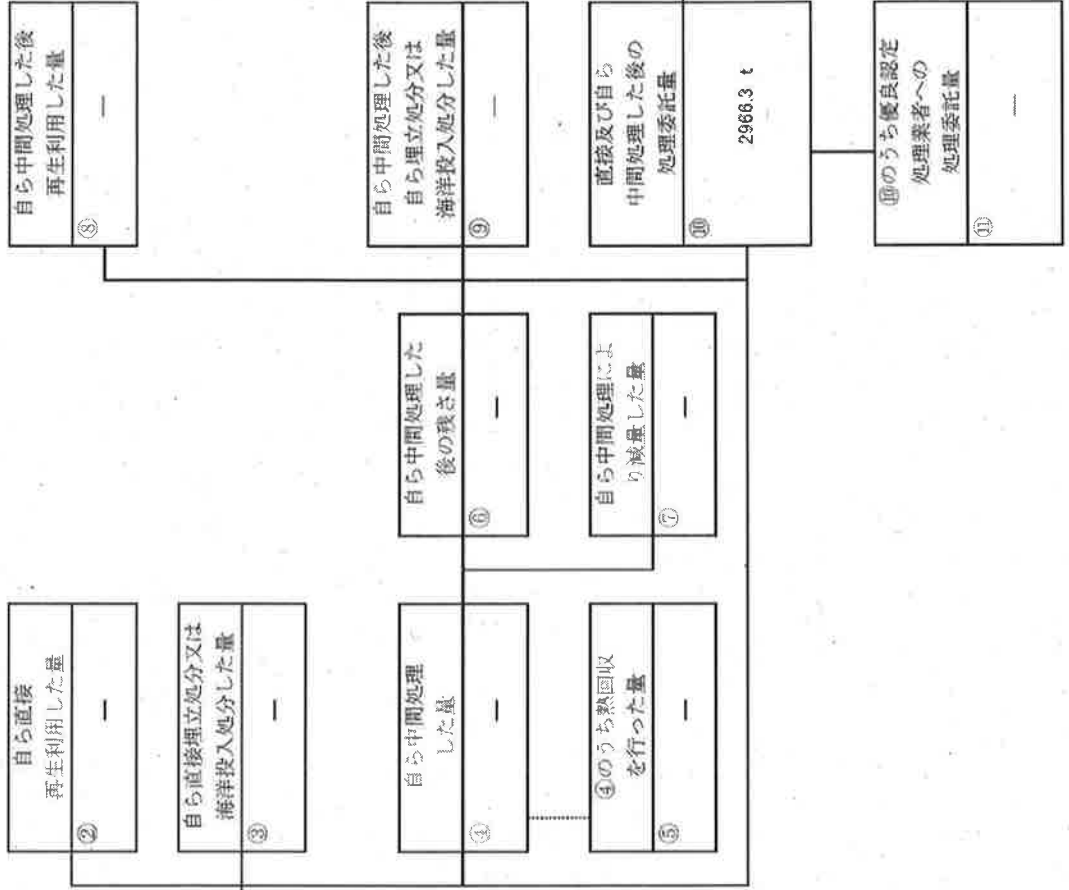 自ら直接
再生利用した量
②
—
自ら直接埋立処分又は
海洋投入処分した量
③
—
自ら中間処理
した量
④
—
④のうち熱回収
を行った量
⑤
—
自ら中間処理した
後の残さ量
⑥
—
自ら中間処理によ
り減量した量
⑦
—
自ら中間処理した後
再生利用した量
⑧
—
自ら中間処理した後
自ら埋立処分又は
海洋投入処分した量
⑨
—
直接及び自ら
中間処理した後の
処理委託量
⑩
2966.3 t
⑩のうち優良認定
処理業者への
処理委託量
⑪
—